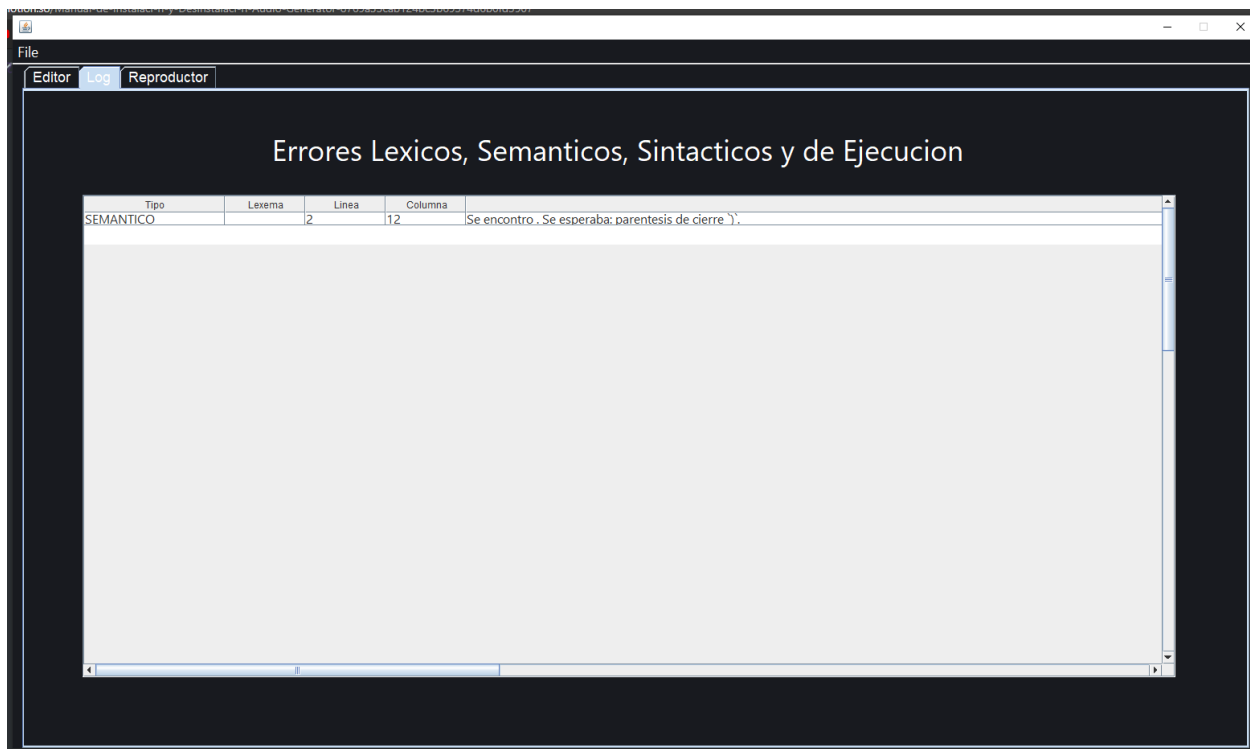 File
Editor Log Reproductor
Errores Lexicos, Semanticos, Sintacticos y de Ejecucion
Tipo Lexema Linea Columna
SEMANTICO 2 12 Se encontro . Se esperaba: parentesis de cierre `)`.